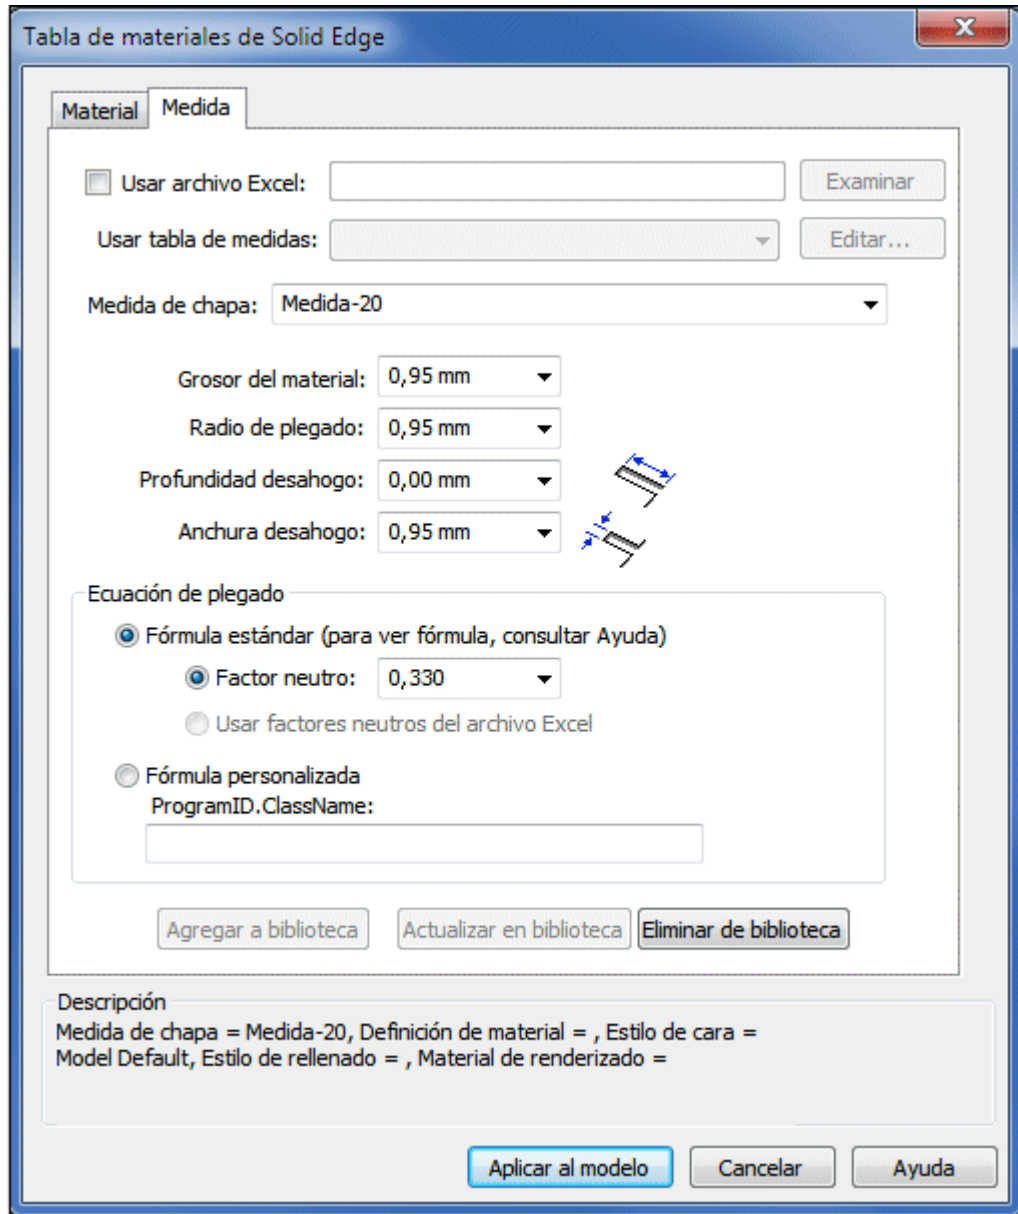 Tabla de materiales de Solid Edge
Material Medida
Usar archivo Excel: Examinar
Usar tabla de medidas: Editar...
Medida de chapa: Medida-20
Grosor del material: 0,95 mm
Radio de plegado: 0,95 mm
Profundidad desahogo: 0,00 mm
Anchura desahogo: 0,95 mm
Ecuación de plegado
Fórmula estándar (para ver fórmula, consultar Ayuda)
Factor neutro: 0,330
Usar factores neutros del archivo Excel
Fórmula personalizada
ProgramID.ClassName:
Agregar a biblioteca Actualizar en biblioteca Eliminar de biblioteca
Descripción
Medida de chapa = Medida-20, Definición de material = , Estilo de cara =
Model Default, Estilo de rellenado = , Material de renderizado =
Aplicar al modelo Cancelar Ayuda